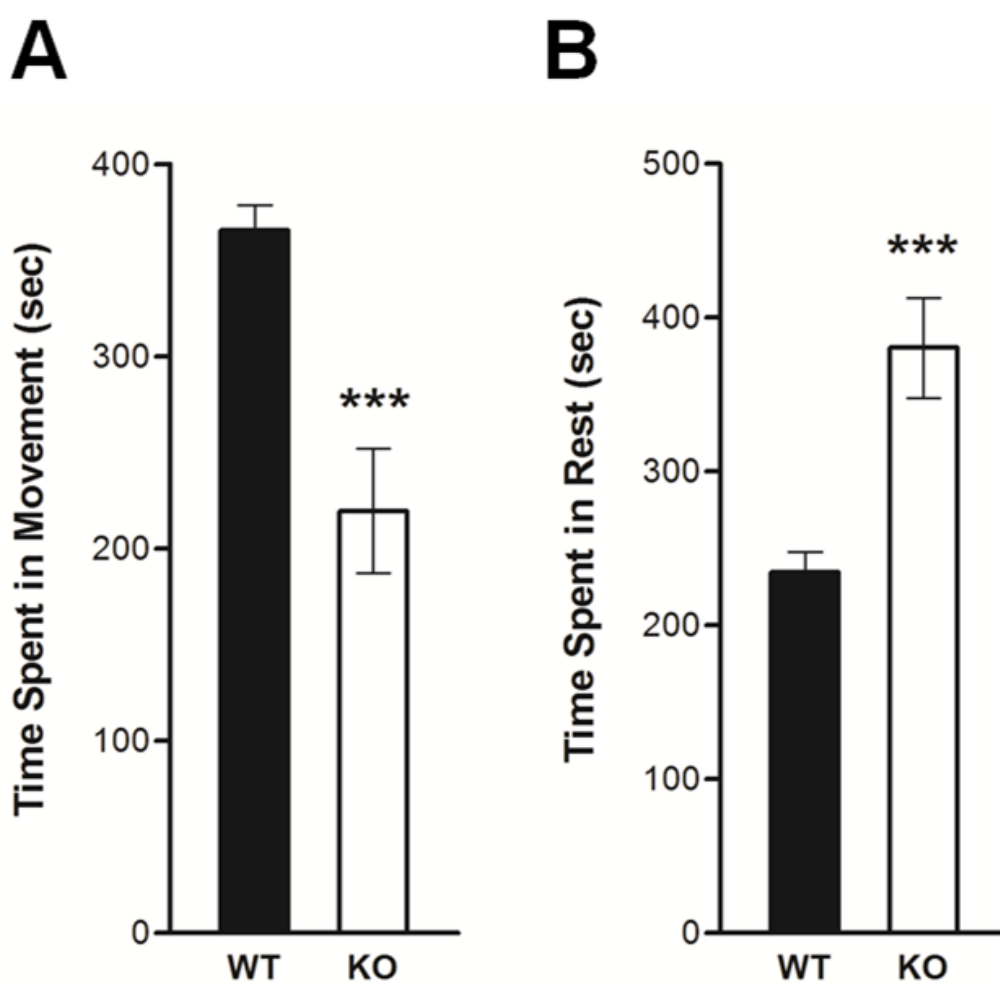 A
Time Spent in Movement (sec)
400
300
200
100
0
***
WT
KO
B
Time Spent in Rest (sec)
500
400
300
200
100
0
***
WT
KO